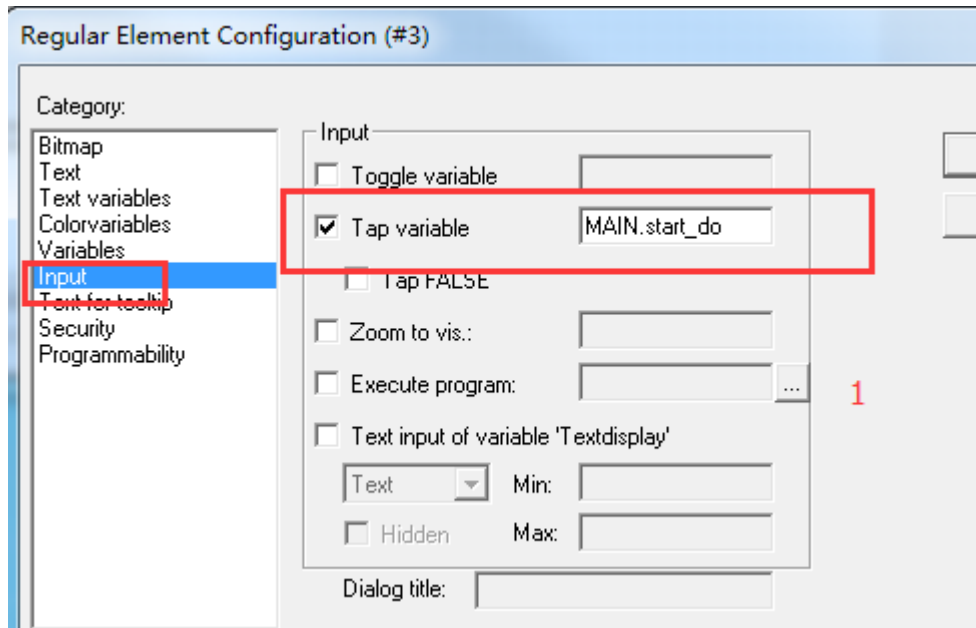 Regular Element Configuration (#3)
Category:
Bitmap
Text
Text variables
Colorvariables
Variables
Input
Text for tooltip
Security
Programmability
Input
Toggle variable
Tap variable MAIN.start_do
Tap FALSE
Zoom to vis.:
Execute program: ...
1
Text input of variable 'Textdisplay'
Text Min:
Hidden Max:
Dialog title: